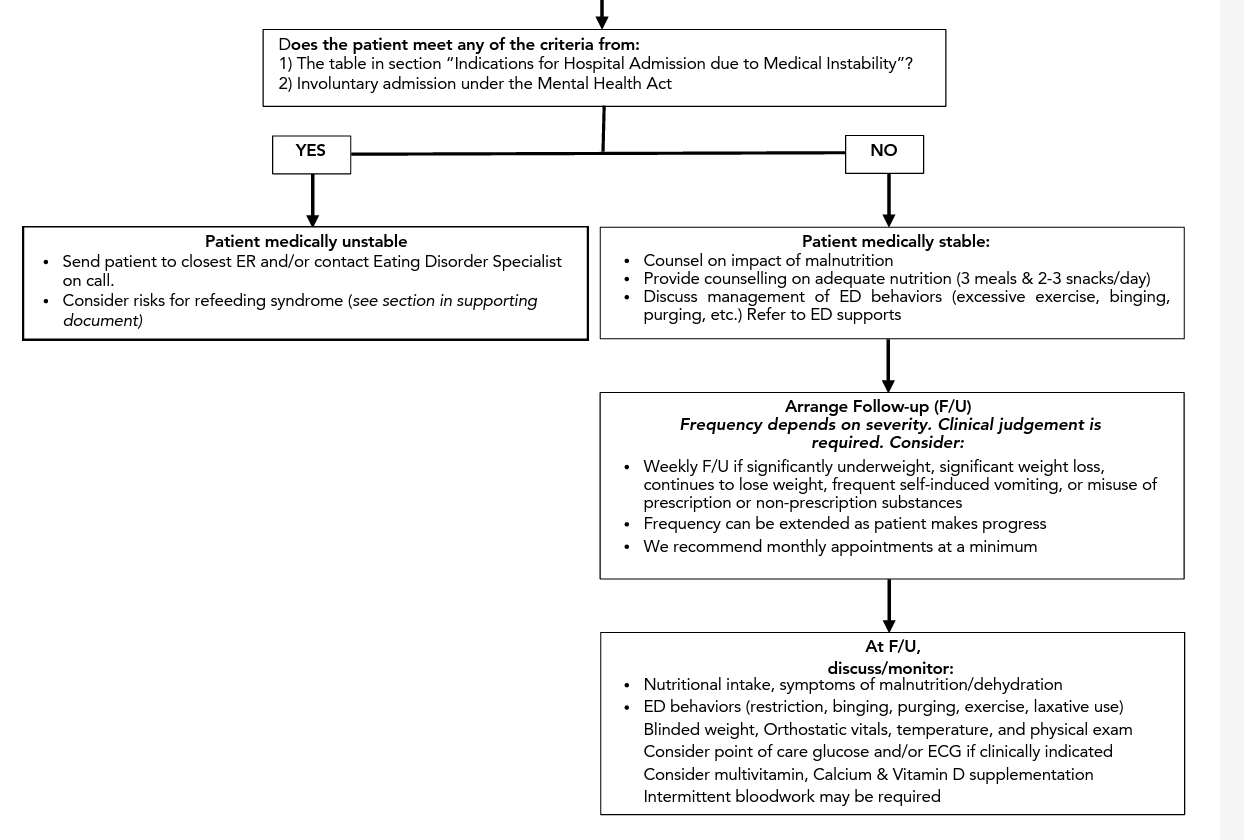 Does the patient meet any of the criteria from:
1) The table in section “Indications for Hospital Admission due to Medical Instability”?
2) Involuntary admission under the Mental Health Act
YES
NO
Patient medically unstable
• Send patient to closest ER and/or contact Eating Disorder Specialist
on call.
• Consider risks for refeeding syndrome (see section in supporting
document)
Patient medically stable:
• Counsel on impact of malnutrition
• Provide counselling on adequate nutrition (3 meals & 2-3 snacks/day)
• Discuss management of ED behaviors (excessive exercise, binging,
purging, etc.) Refer to ED supports
Arrange Follow-up (F/U)
Frequency depends on severity. Clinical judgement is
required. Consider:
• Weekly F/U if significantly underweight, significant weight loss,
continues to lose weight, frequent self-induced vomiting, or misuse of
prescription or non-prescription substances
• Frequency can be extended as patient makes progress
• We recommend monthly appointments at a minimum
At F/U,
discuss/monitor:
• Nutritional intake, symptoms of malnutrition/dehydration
• ED behaviors (restriction, binging, purging, exercise, laxative use)
Blinded weight, Orthostatic vitals, temperature, and physical exam
Consider point of care glucose and/or ECG if clinically indicated
Consider multivitamin, Calcium & Vitamin D supplementation
Intermittent bloodwork may be required